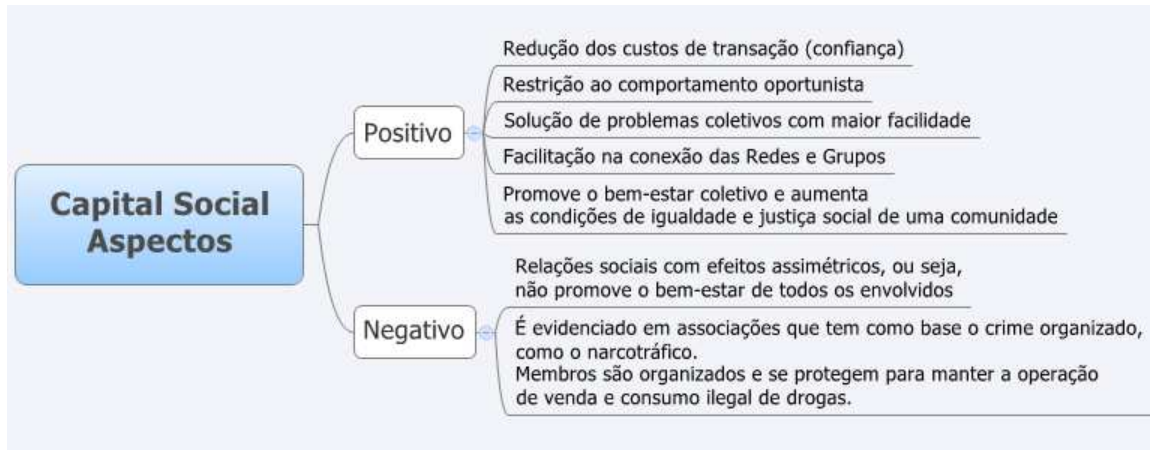 Capital Social
Aspectos
Positivo
Redução dos custos de transação (confiança)
Restrição ao comportamento oportunista
Solução de problemas coletivos com maior facilidade
Facilitação na conexão das Redes e Grupos
Promove o bem-estar coletivo e aumenta
as condições de igualdade e justiça social de uma comunidade
Negativo
Relações sociais com efeitos assimétricos, ou seja,
não promove o bem-estar de todos os envolvidos
É evidenciado em associações que tem como base o crime organizado,
como o narcotráfico.
Membros são organizados e se protegem para manter a operação
de venda e consumo ilegal de drogas.